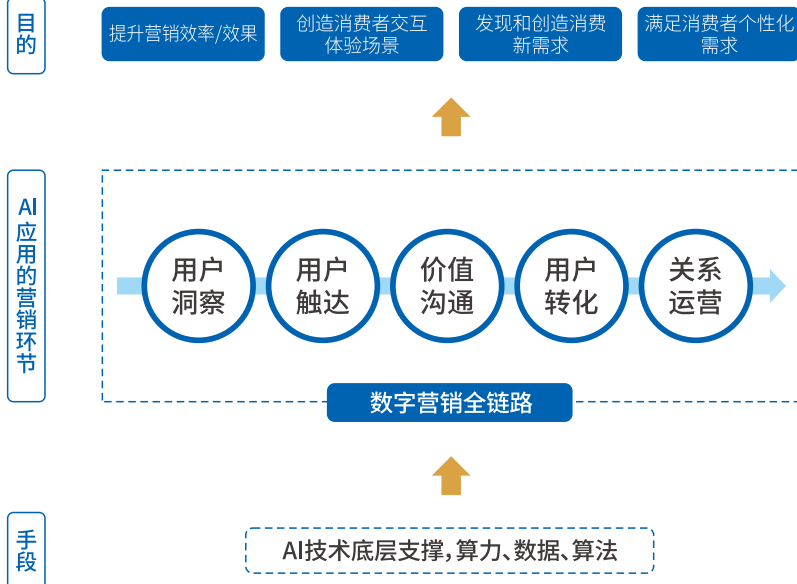 目的
提升营销效率/效果
创造消费者交互
体验场景
发现和创造消费
新需求
满足消费者个性化
需求
AI应用的营销环节
用户
洞察
用户
触达
价值
沟通
用户
转化
关系
运营
数字营销全链路
手段
AI技术底层支撑,算力、数据、算法